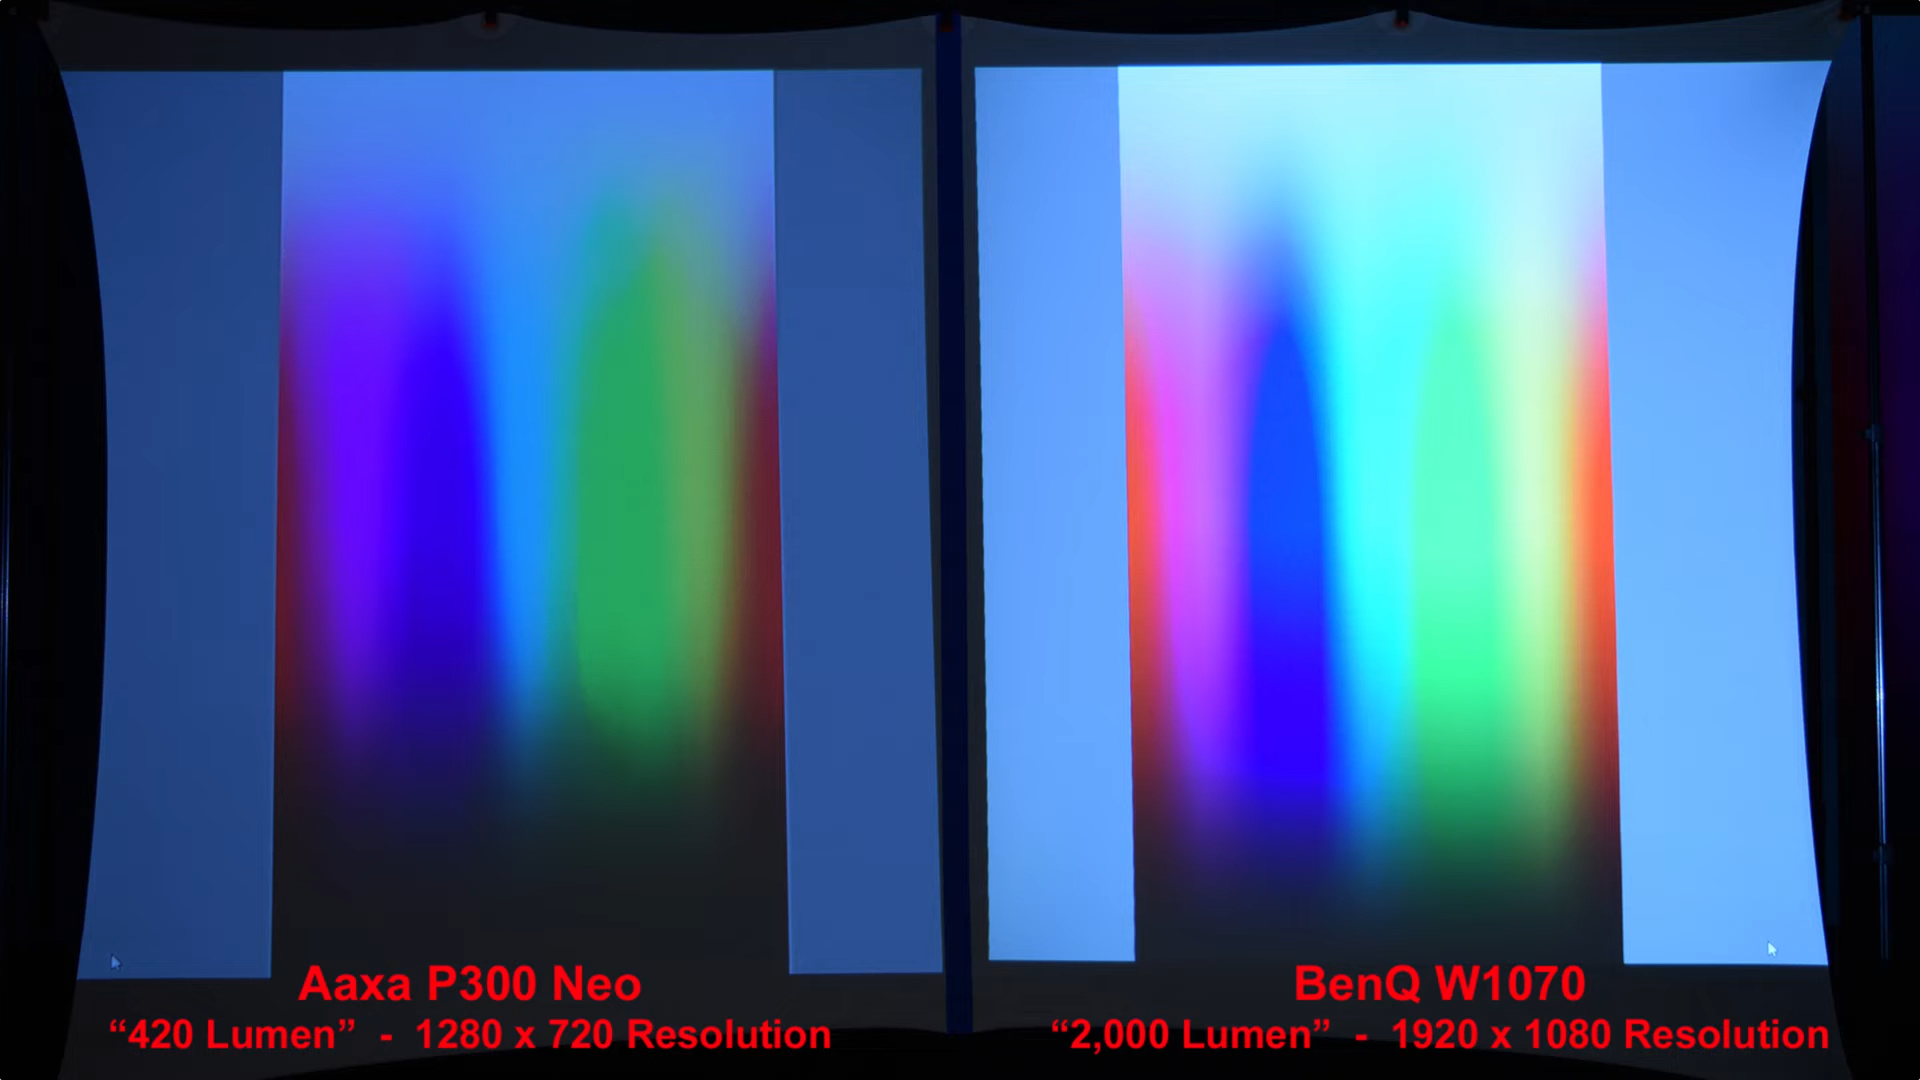 Aaxa P300 Neo
“420 Lumen” - 1280 x 720 Resolution
BenQ W1070
“2,000 Lumen” - 1920 x 1080 Resolution